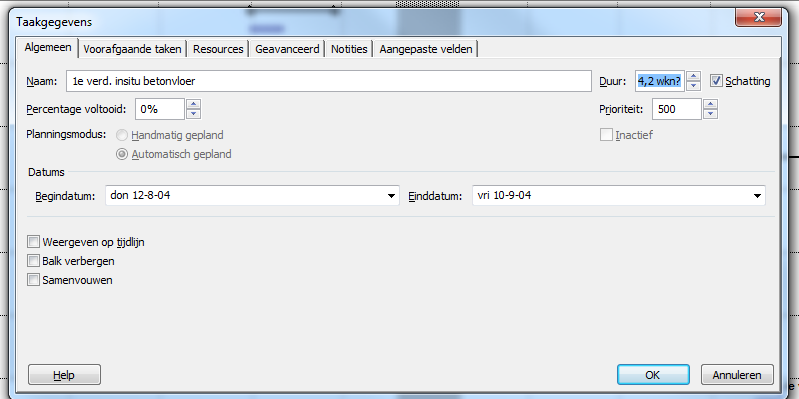 Taakgegevens
Algemeen Voorafgaande taken Resources Geavanceerd Notities Aangepaste velden
Naam: 1e verd. insitu betonvloer Duur: 4,2 wkn? Schatting
Percentage voltooid: 0% Prioriteit: 500
Planningsmodus: Handmatig gepland Inactief
Automatisch gepland
Datums
Begindatum: don 12-8-04 Einddatum: vri 10-9-04
Weergeven op tijdlijn
Balk verbergen
Samenvouwen
Help OK Annuleren